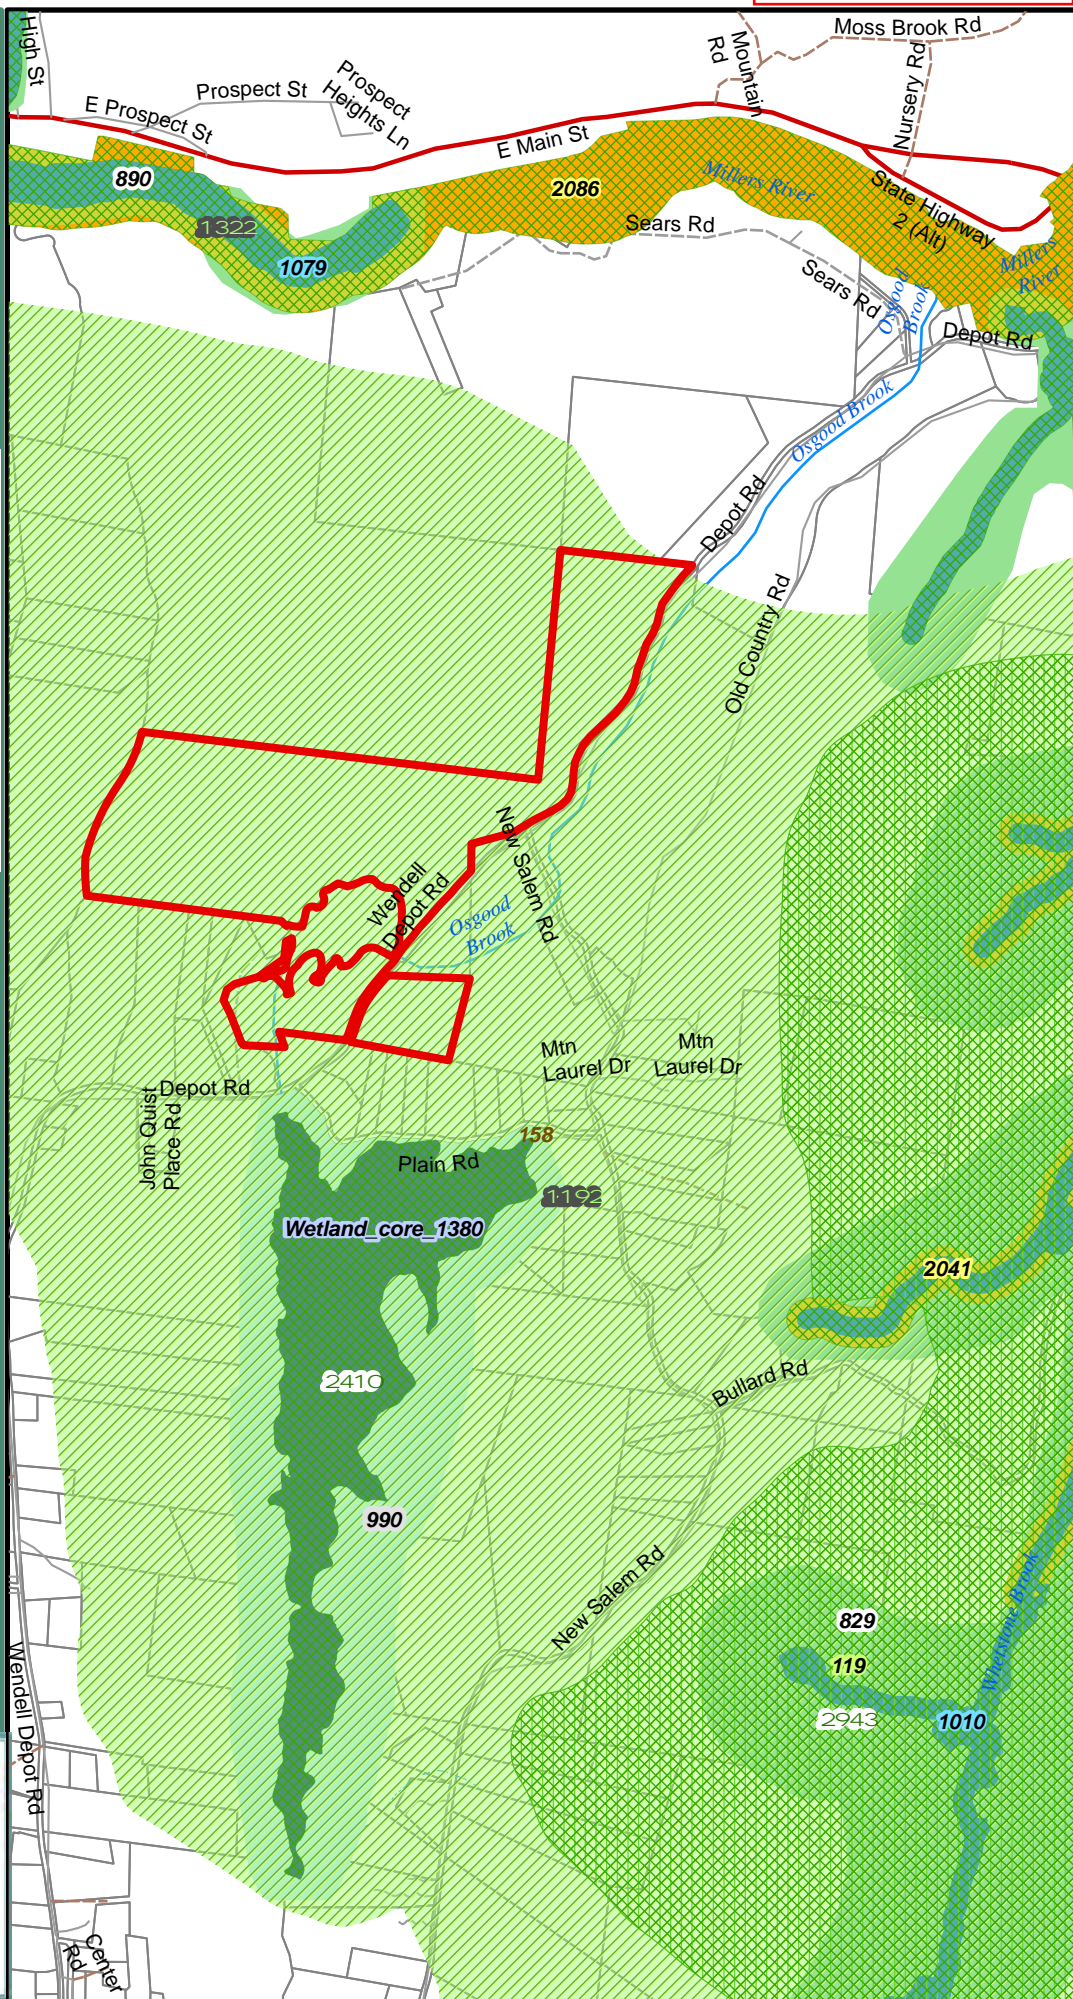 High St
Mountain
Rd
Moss Brook Rd
Nursery Rd
Prospect St
Prospect
Heights Ln
E Prospect St
E Main St
890
2086
Millers River
State Highway
2 (Alt)
1322
1079
Sears Rd
Sears Rd
Osgood
Brook
Millers
River
Depot Rd
Osgood Brook
Depot Rd
Old Country Rd
New Salem Rd
Wendell
Depot Rd
Osgood
Brook
Mtn
Laurel Dr
Mtn
Laurel Dr
Depot Rd
John Quist
Place Rd
158
Plain Rd
1192
Wetland_core_1380
2041
2410
Bullard Rd
990
New Salem Rd
Whetstone Brook
829
119
2943
1010
Wendell Depot Rd
Center
Rd